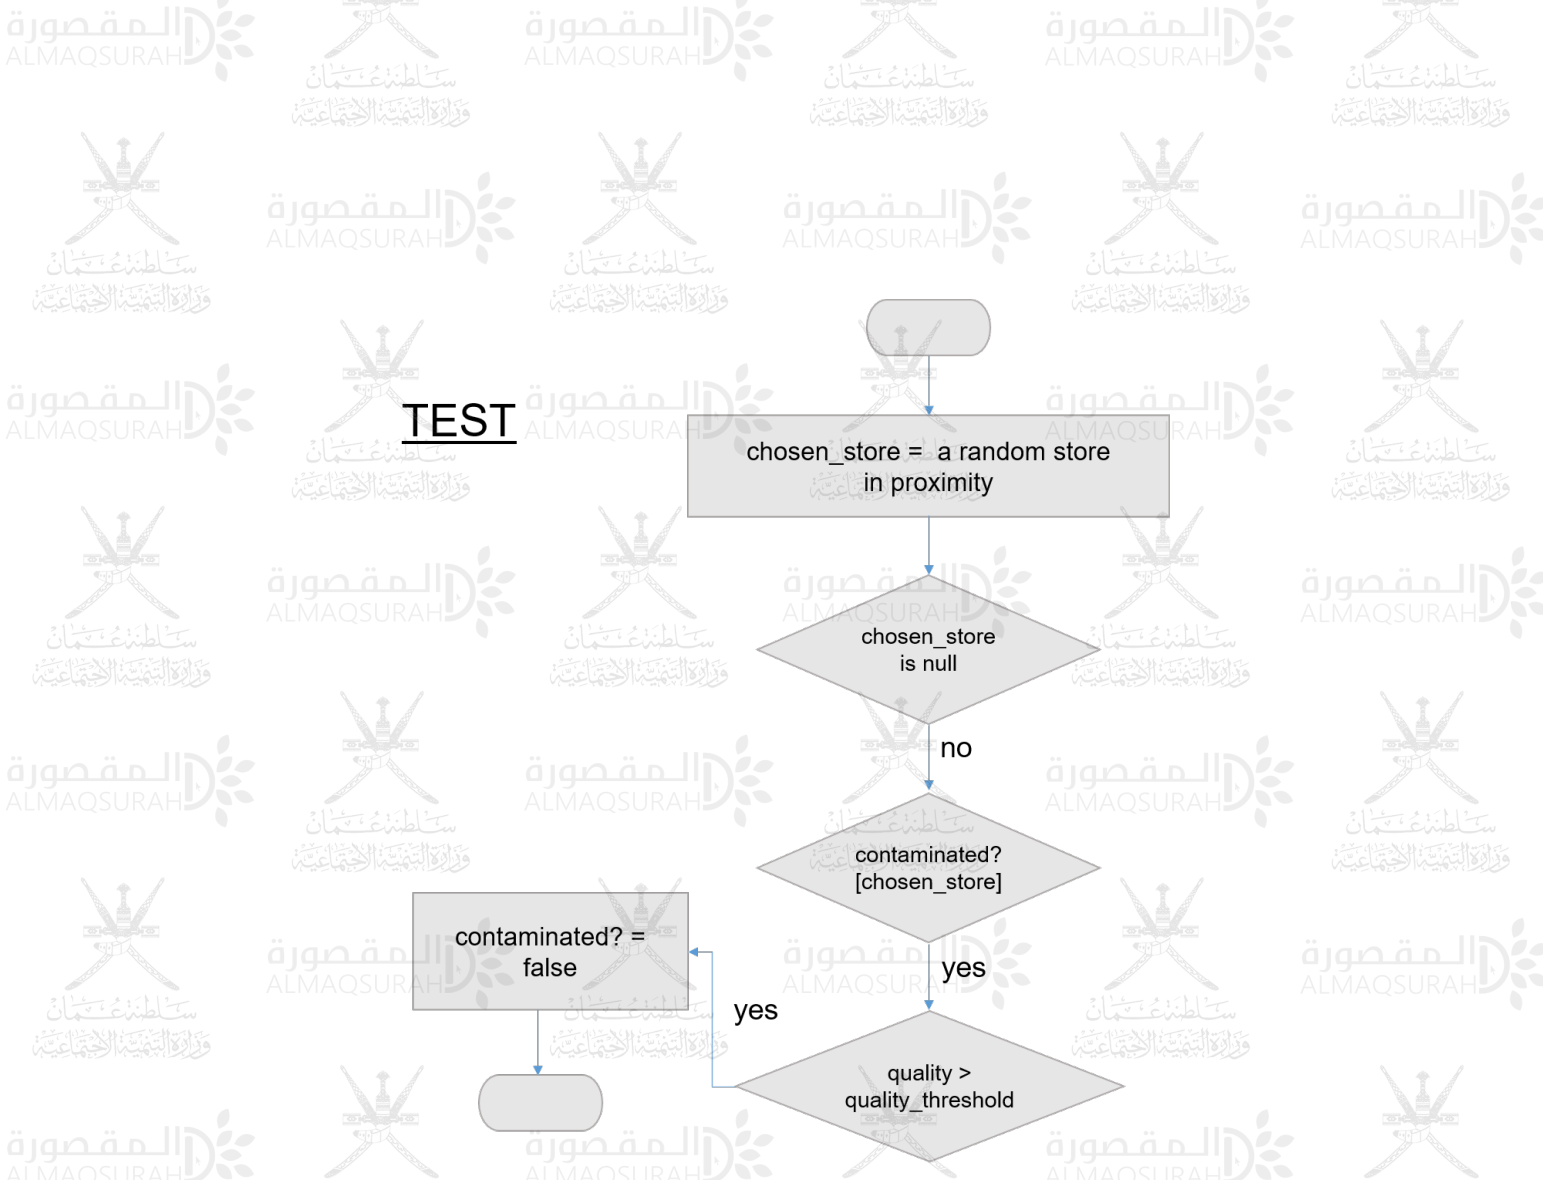 TEST
chosen_store =  a random store
in proximity
chosen_store
is null
no
contaminated?
[chosen_store]
yes
quality >
quality_threshold
yes
contaminated? =
false
المقصورة
ALMAQSURAH
سلطنة عُمان
وزارة التنمية الاجتماعية